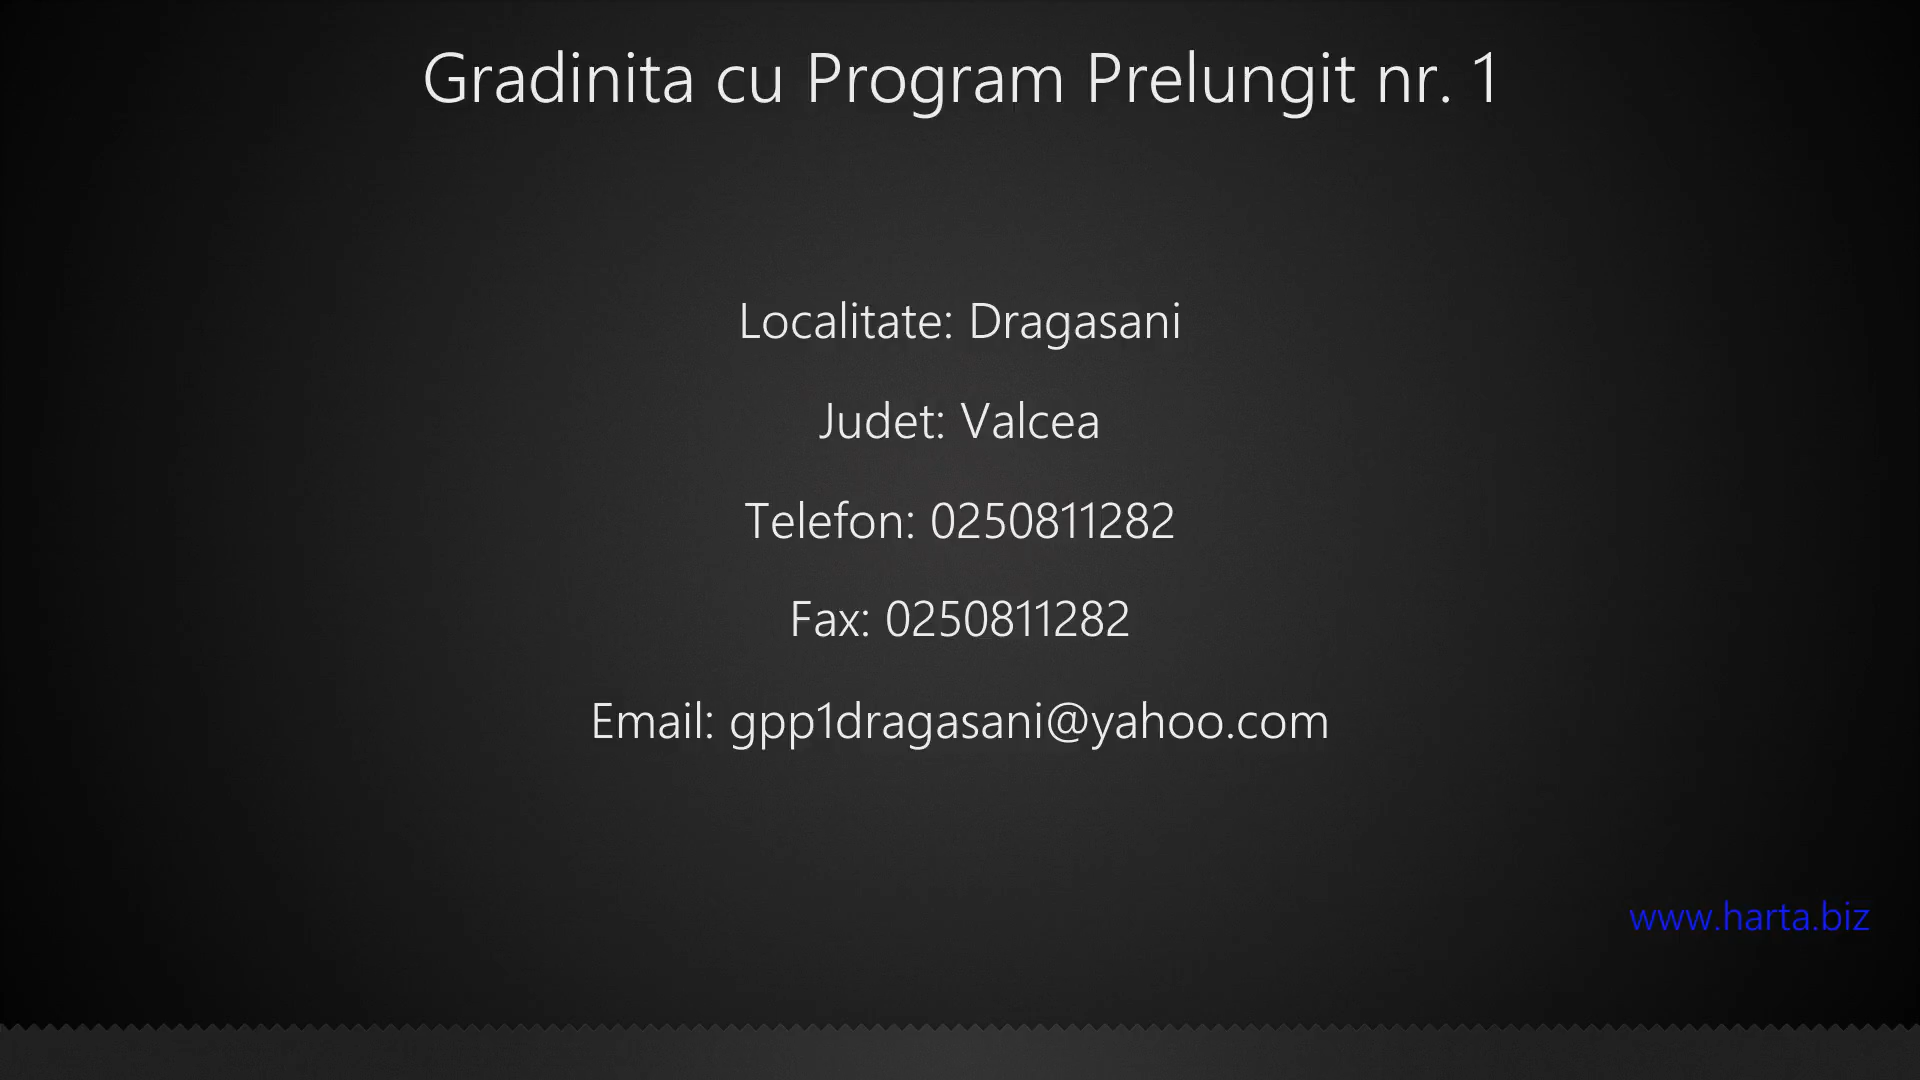 Gradinita cu Program Prelungit nr. 1
Localitate: Dragasani
Judet: Valcea
Telefon: 0250811282
Fax: 0250811282
Email: gpp1dragasani@yahoo.com
www.harta.biz